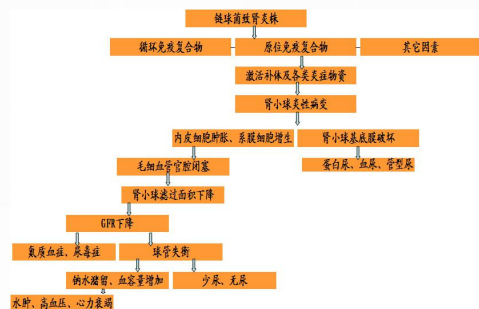 链球菌致肾炎株
循环免疫复合物
原位免疫复合物
其它因素
激活补体及各类炎症物资
肾小球炎性病变
内皮细胞肿胀、系膜细胞增生
肾小球基底膜破坏
毛细血管官腔闭塞
蛋白尿、血尿、管型尿
肾小球滤过面积下降
GFR下降
氮质血症、尿毒症
球管失衡
钠水潴留、血容量增加
少尿、无尿
水肿、高血压、心力衰竭